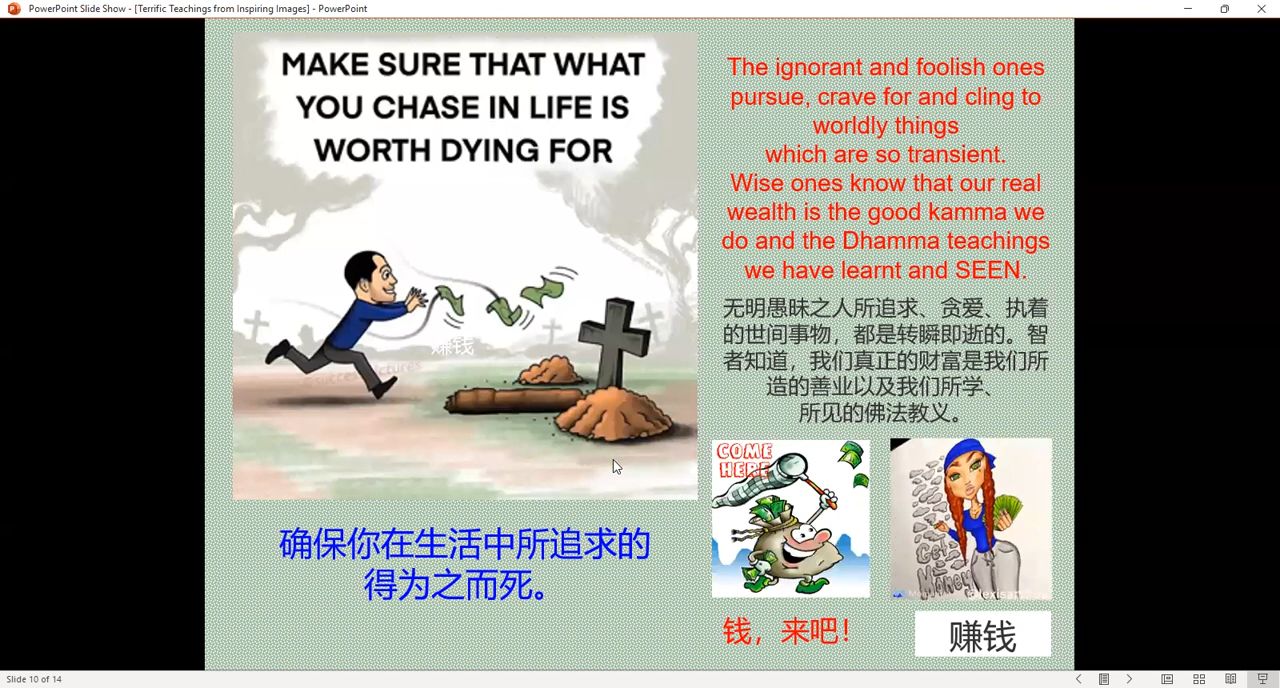 PowerPoint Slide Show - [Terrific Teachings from Inspiring Images] - PowerPoint
MAKE SURE THAT WHAT
YOU CHASE IN LIFE IS
WORTH DYING FOR
赚钱
确保你在生活中所追求的
得为之而死。
The ignorant and foolish ones
pursue, crave for and cling to
worldly things
which are so transient.
Wise ones know that our real
wealth is the good kamma we
do and the Dhamma teachings
we have learnt and SEEN.
无明愚昧之人所追求、贪爱、执着
的世间事物，都是转瞬即逝的。智
者知道，我们真正的财富是我们所
造的善业以及我们所学、
所见的佛法教义。
COME
HERE
Get
Money
钱，来吧！
赚钱
Slide 10 of 14